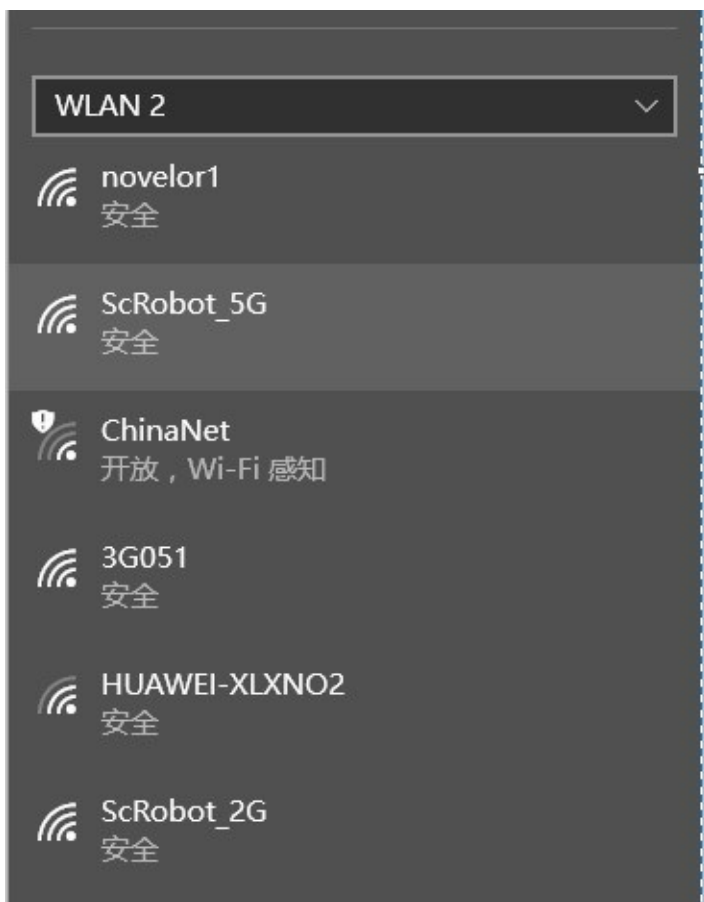 WLAN 2
novelor1
安全
ScRobot_5G
安全
ChinaNet
开放，Wi-Fi 感知
3G051
安全
HUAWEI-XLXNO2
安全
ScRobot_2G
安全